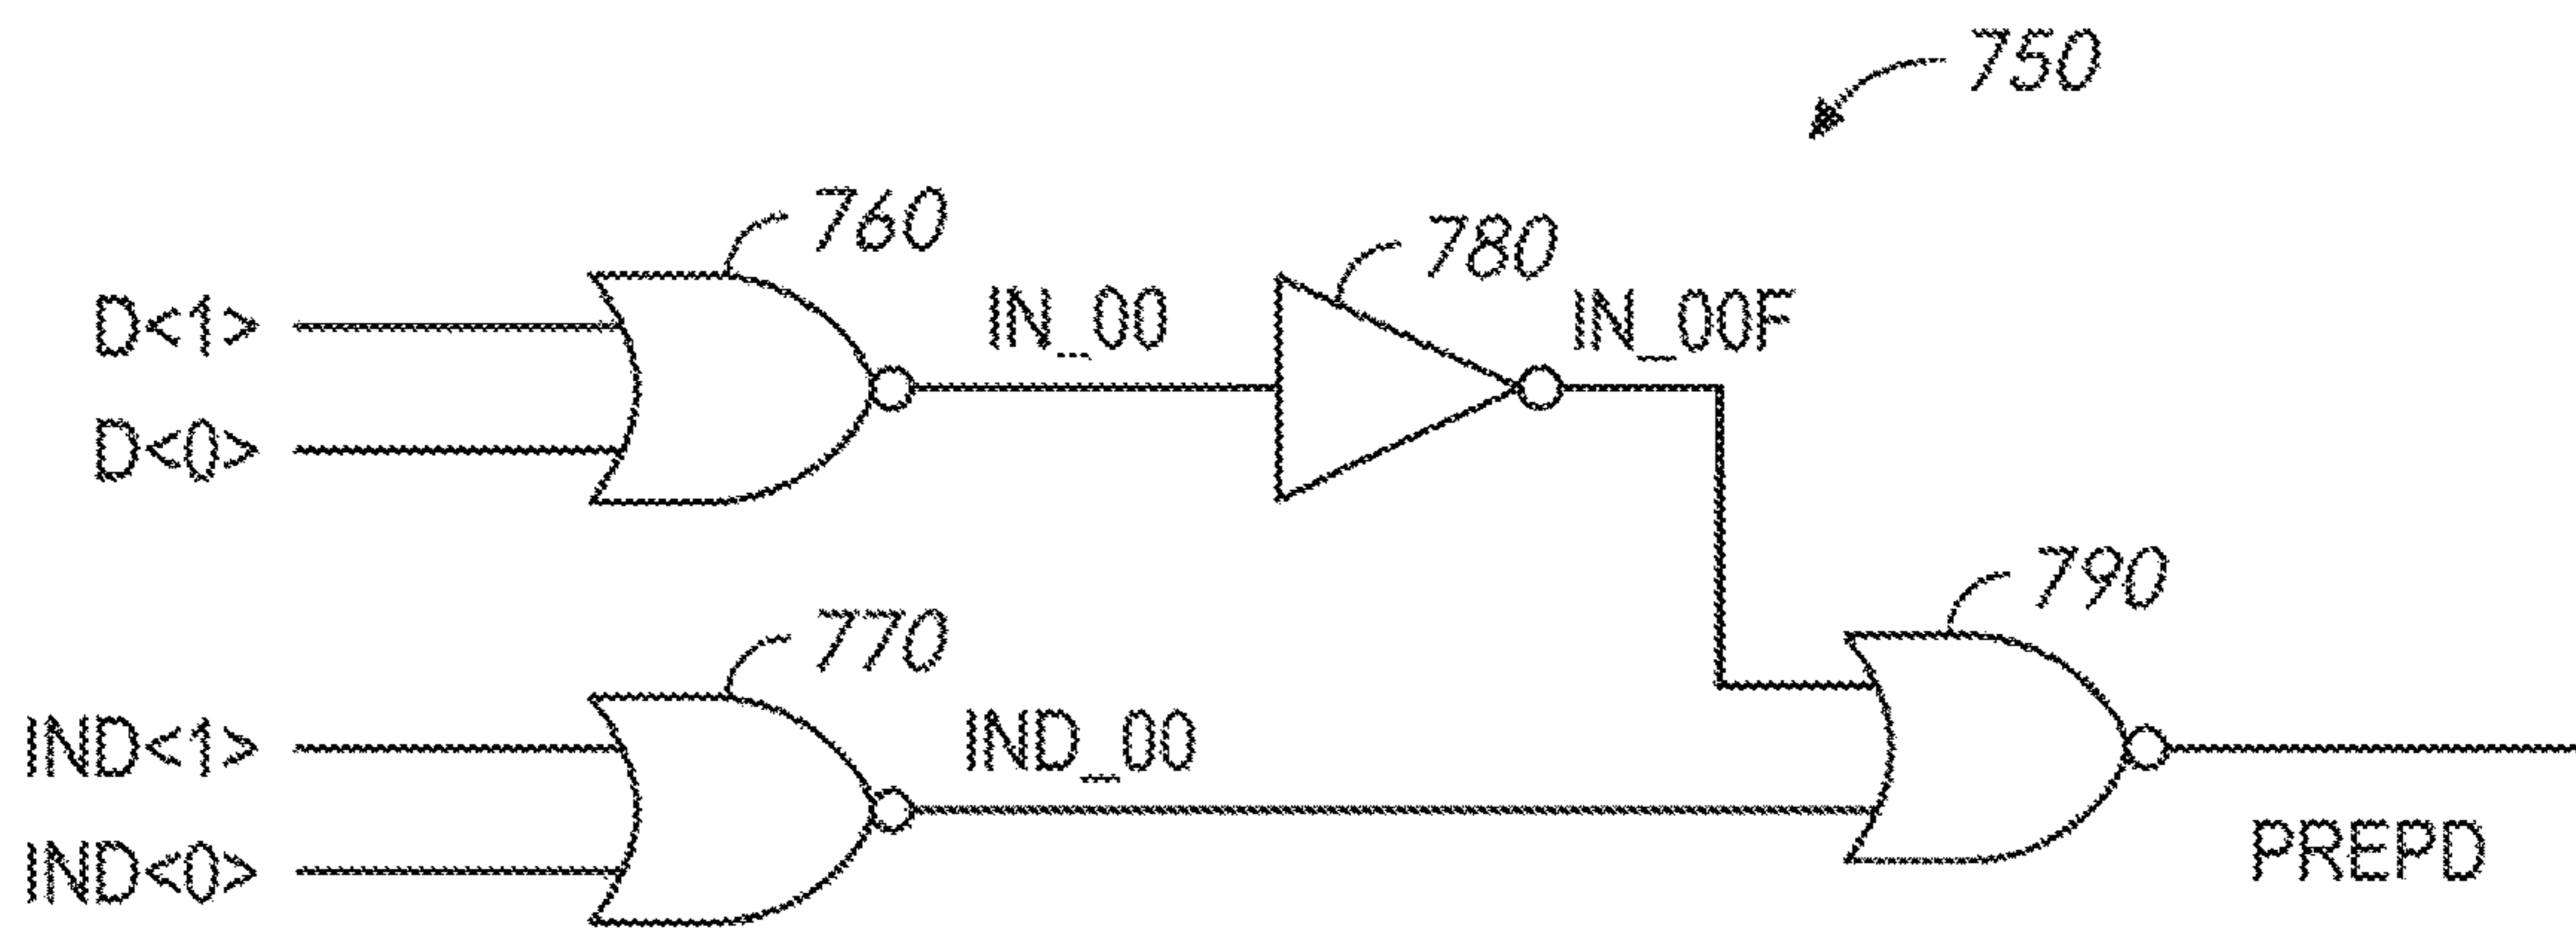 750
760
780
D<1>
IN_00
IN_00F
D<0>
790
770
IND<1>
IND_00
IND<0>
PREPD